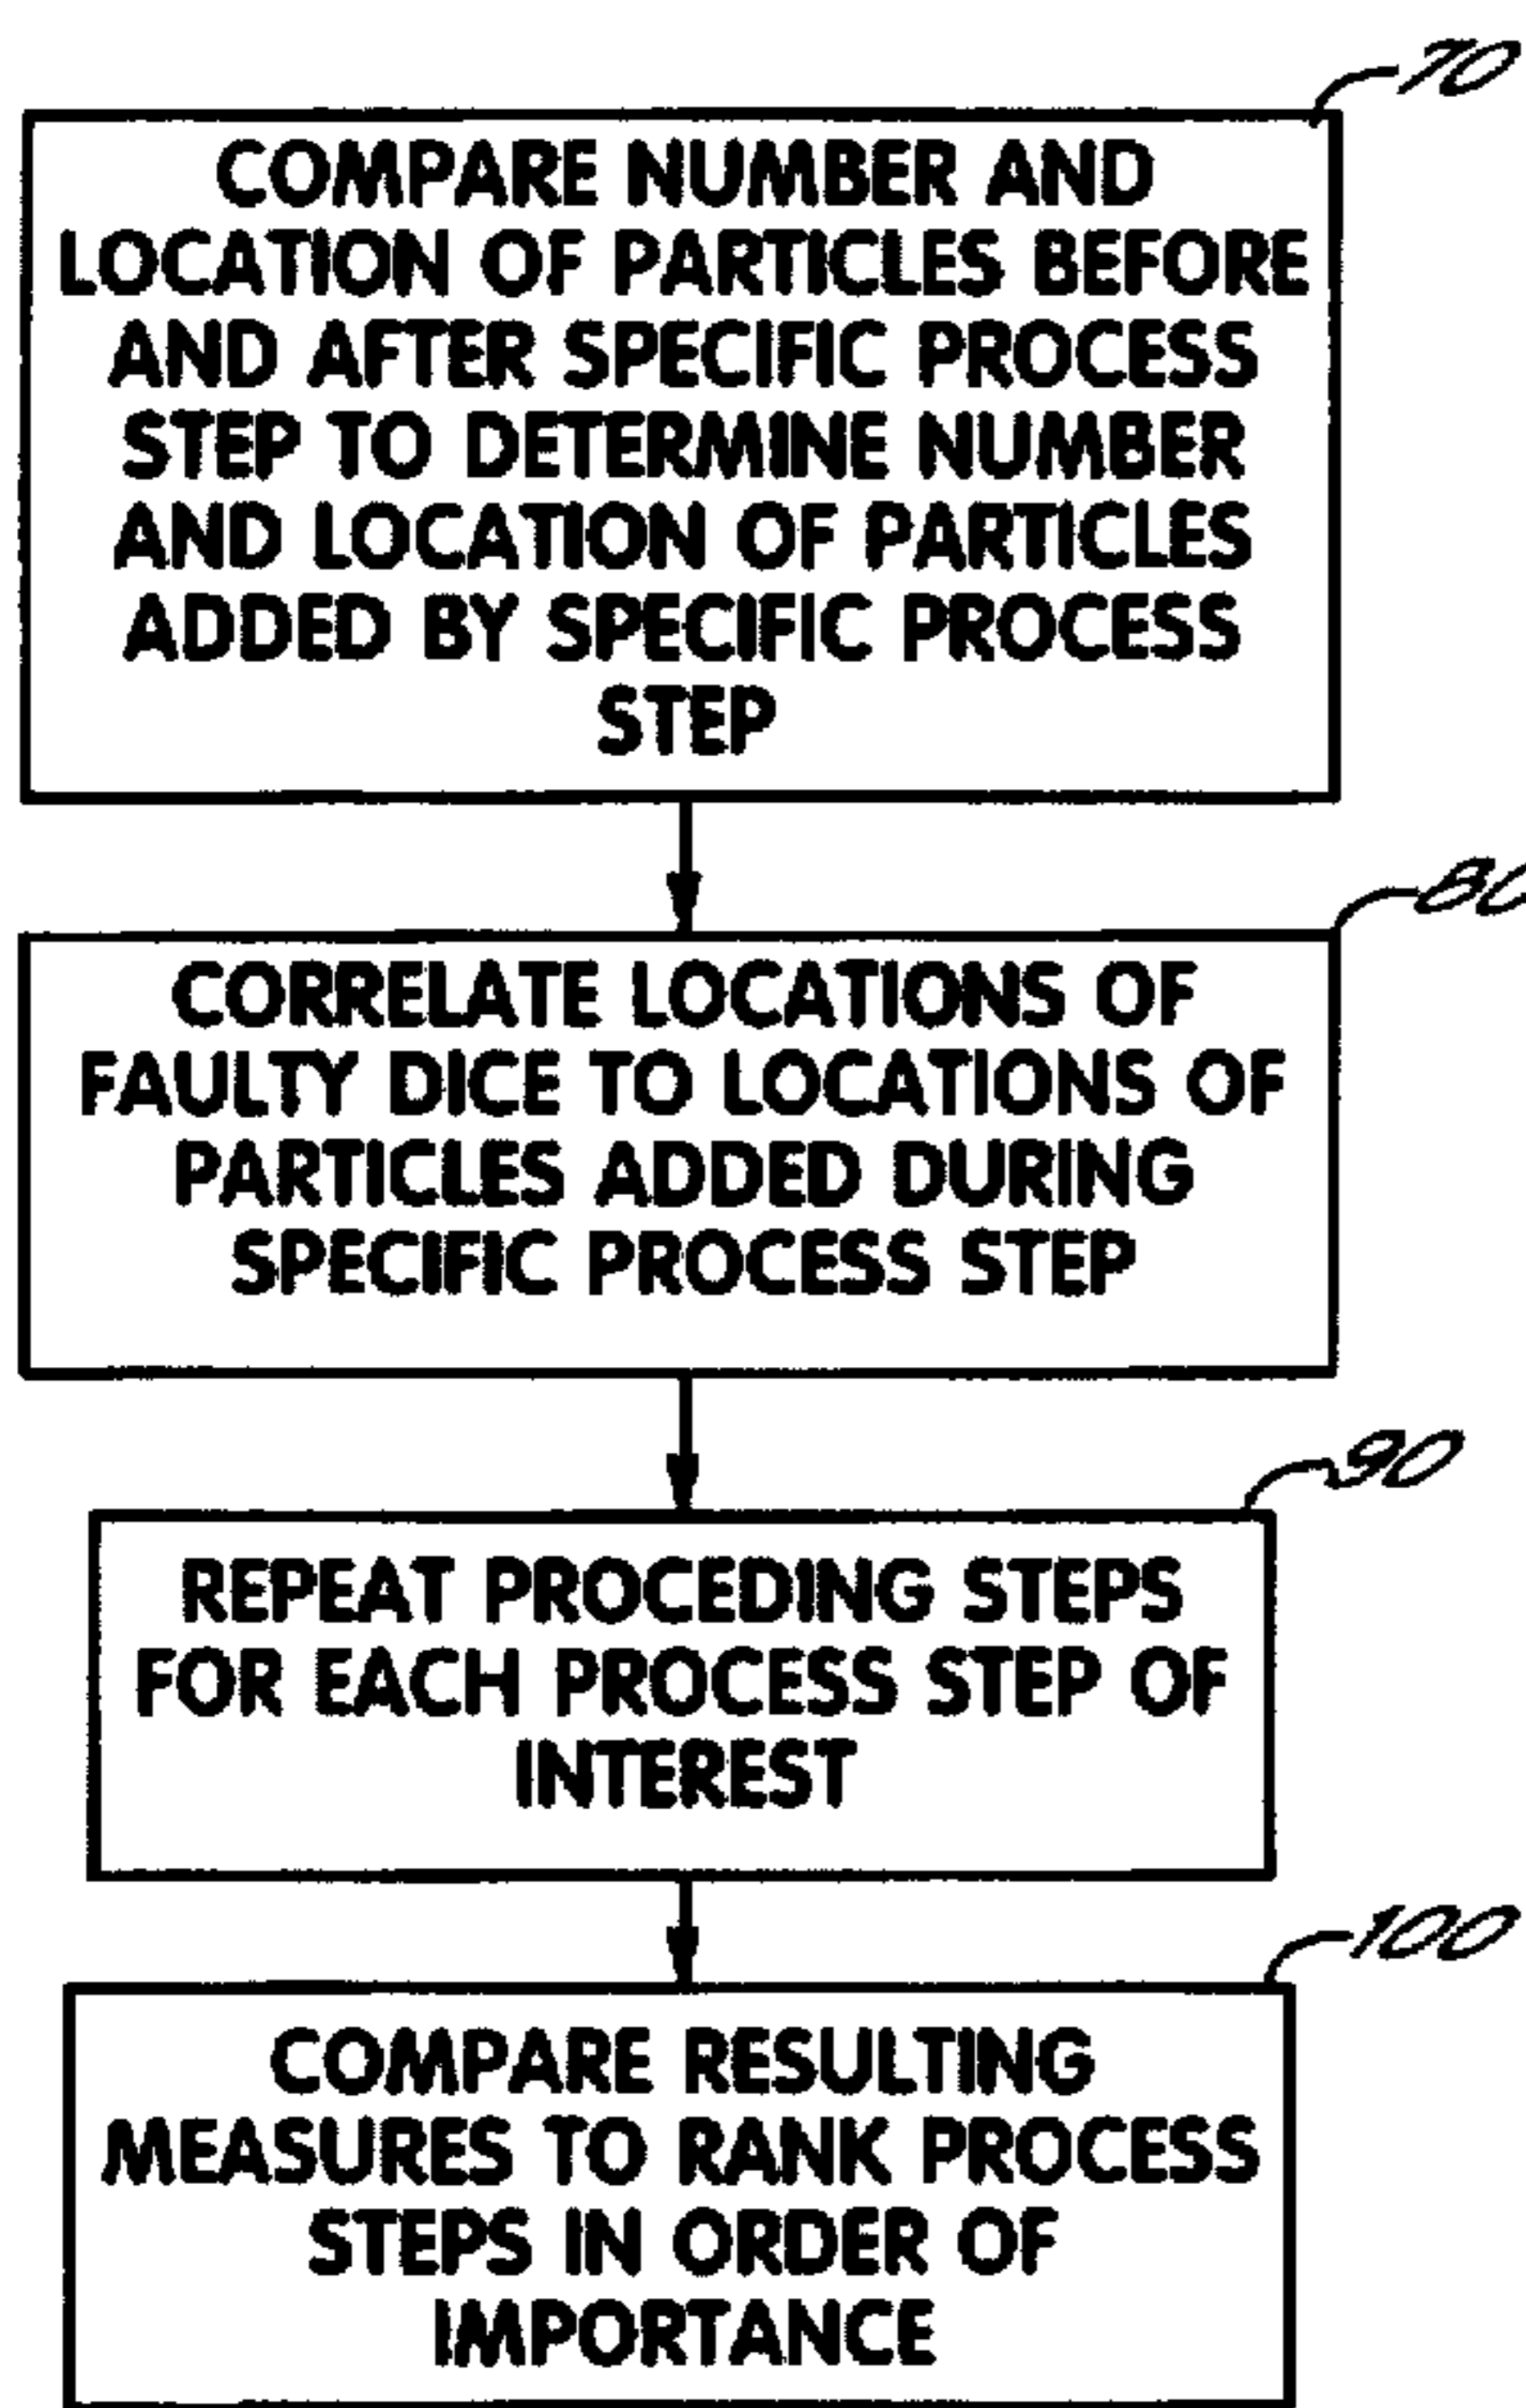 70
COMPARE NUMBER AND
LOCATION OF PARTICLES BEFORE
AND AFTER SPECIFIC PROCESS
STEP TO DETERMINE NUMBER
AND LOCATION OF PARTICLES
ADDED BY SPECIFIC PROCESS
STEP
CORRELATE LOCATIONS OF
FAULTY DICE TO LOCATIONS OF
PARTICLES ADDED DURING
SPECIFIC PROCESS STEP
90
REPEAT PROCEDING STEPS
FOR EACH PROCESS STEP OF
INTEREST
100
COMPARE RESULTING
MEASURES TO RANK PROCESS
STEPS IN ORDER OF
IMPORTANCE